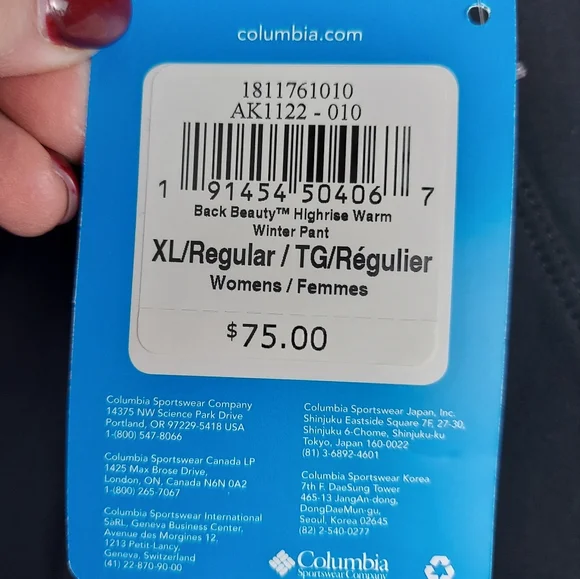 columbia.com
1811761010
AK1122 - 010
1 91454 50406 7
Back Beauty™ Highrise Warm
Winter Pant
XL/Regular / TG/Régulier
Womens / Femmes
$75.00
Columbia Sportswear Company
14375 NW Science Park Drive
Portland, OR 97229-5418 USA
1-(800) 547-8066
Columbia Sportswear Canada LP
1425 Max Brose Drive,
London, ON, Canada N6N 0A2
1-(800) 265-7067
Columbia Sportswear International
SàRL, Geneva Business Center,
Avenue des Morgines 12,
1213 Petit-Lancy,
Geneva, Switzerland
(41) 22-870-90-00
Columbia Sportswear Japan, Inc.
Shinjuku Eastside Square 7F, 27-30,
Shinjuku 6-Chome, Shinjuku-ku
Tokyo, Japan 160-0022
(81) 3-6892-4601
Columbia Sportswear Korea
7th F. DaeSung Tower
465-13 JangAn-dong,
DongDaeMun-gu,
Seoul, Korea 02645
(82) 2-540-0277
Columbia
Sportswear Company